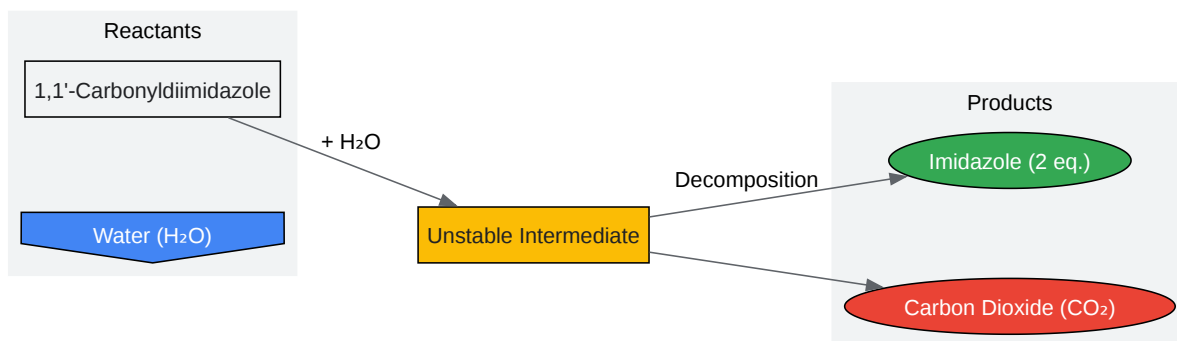 Reactants
1,1'-Carbonyldiimidazole
+ H₂O
Water (H₂O)
Unstable Intermediate
Decomposition
Products
Imidazole (2 eq.)
Carbon Dioxide (CO₂)